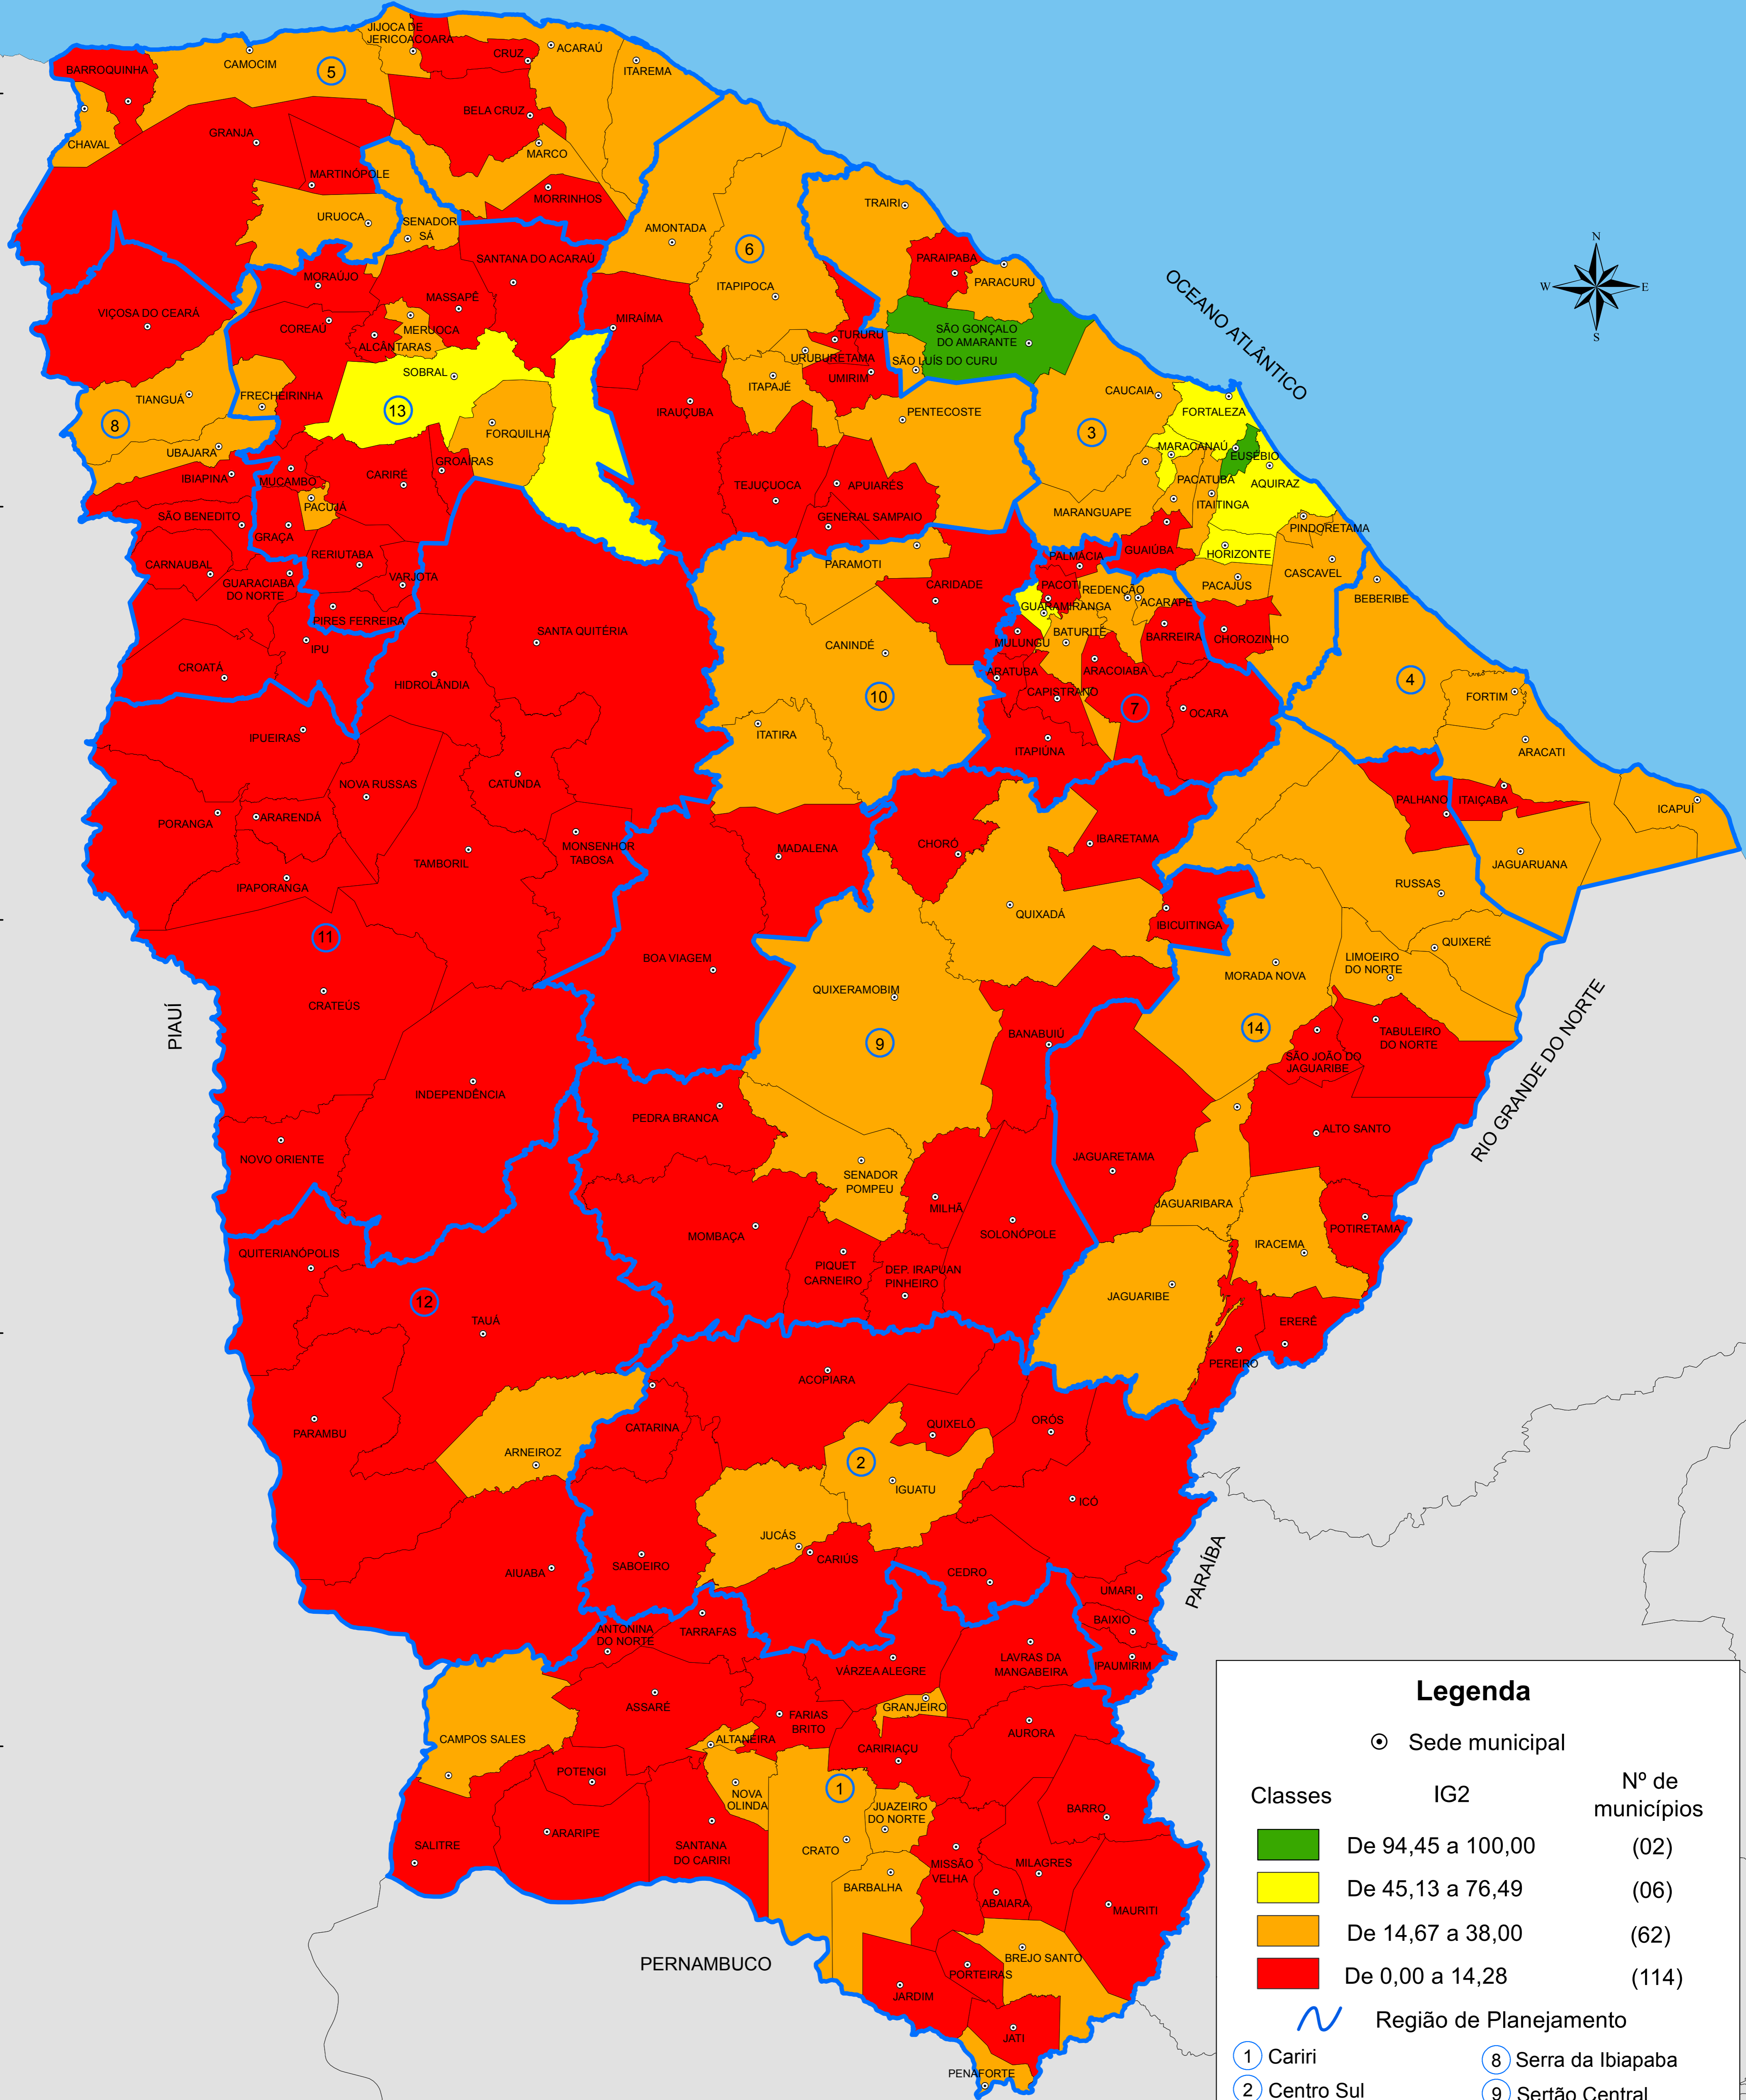 JIJOCA DE
JERICOACOARA
CRUZ
ACARAÚ
BARROQUINHA
CAMOCIM
5
ITAREMA
BELA CRUZ
GRANJA
CHAVAL
MARCO
MARTINÓPOLE
MORRINHOS
TRAIRI
URUOCA
SENADOR
SÁ
AMONTADA
6
SANTANA DO ACARAÚ
PARAIPABA
N
MORAÚJO
PARACURU
ITAPIPOCA
W
E
S
OCEANO ATLÂNTICO
MASSAPÊ
VIÇOSA DO CEARÁ
MIRAÍMA
COREAÚ
MERUOCA
SÃO GONÇALO
DO AMARANTE
TURURU
ALCÂNTARAS
URUBURETAMA
SÃO LUÍS DO CURU
SOBRAL
UMIRIM
ITAPAJÉ
CAUCAIA
TIANGUÁ
FRECHEIRINHA
13
IRAUÇUBA
PENTECOSTE
FORTALEZA
8
FORQUILHA
3
MARACANAÚ
UBAJARA
EUSÉBIO
GROAÍRAS
IBIAPINA
MUCAMBO
CARIRÉ
TEJUÇUOCA
APUIARÉS
PACATUBA
AQUIRAZ
PACUJÁ
ITAITINGA
MARANGUAPE
SÃO BENEDITO
GENERAL SAMPAIO
PINDORETAMA
GRAÇA
RERIUTABA
PALMÁCIA
GUAIÚBA
HORIZONTE
CARNAUBAL
PARAMOTI
CASCAVEL
GUARACIABA
DO NORTE
VARJOTA
CARIDADE
PACOTI
REDENÇÃO
PACAJUS
BEBERIBE
GUARAMIRANGA
ACARAPE
PIRES FERREIRA
SANTA QUITÉRIA
BATURITÉ
BARREIRA
CHOROZINHO
IPU
CANINDÉ
MULUNGU
CROATÁ
ARATUBA
ARACOIABA
HIDROLÂNDIA
4
10
CAPISTRANO
FORTIM
7
OCARA
ITATIRA
IPUEIRAS
ITAPIÚNA
ARACATI
NOVA RUSSAS
CATUNDA
PALHANO
ITAIÇABA
ICAPUÍ
PORANGA
ARARENDÁ
MONSENHOR
TABOSA
MADALENA
CHORÓ
IBARETAMA
TAMBORIL
JAGUARUANA
IPAPORANGA
RUSSAS
QUIXADÁ
IBICUITINGA
11
QUIXERÉ
BOA VIAGEM
LIMOEIRO
DO NORTE
MORADA NOVA
QUIXERAMOBIM
CRATEÚS
PIAUÍ
RIO GRANDE DO NORTE
9
BANABUIÚ
14
TABULEIRO
DO NORTE
SÃO JOÃO DO
JAGUARIBE
INDEPENDÊNCIA
PEDRA BRANCA
ALTO SANTO
NOVO ORIENTE
JAGUARETAMA
SENADOR
POMPEU
JAGUARIBARA
MILHÃ
POTIRETAMA
MOMBAÇA
SOLONÓPOLE
IRACEMA
QUITERIANÓPOLIS
PIQUET
CARNEIRO
DEP. IRAPUAN
PINHEIRO
12
JAGUARIBE
TAUÁ
ERERÊ
PEREIRO
ACOPIARA
PARAMBU
CATARINA
QUIXELÔ
ORÓS
ARNEIROZ
2
IGUATU
ICÓ
JUCÁS
CARIÚS
SABOEIRO
AIUABA
CEDRO
PARAÍBA
UMARI
BAIXIO
ANTONINA
DO NORTE
TARRAFAS
LAVRAS DA
MANGABEIRA
IPAUMIRIM
VÁRZEA ALEGRE
ASSARÉ
FARIAS
BRITO
GRANJEIRO
AURORA
CAMPOS SALES
ALTANEIRA
CARIRIAÇU
POTENGI
1
NOVA
OLINDA
JUAZEIRO
DO NORTE
BARRO
SALITRE
ARARIPE
SANTANA
DO CARIRI
CRATO
MISSÃO
VELHA
MILAGRES
BARBALHA
ABAIARA
MAURITI
PERNAMBUCO
BREJO SANTO
PORTEIRAS
JARDIM
JATI
PENAFORTE
Legenda
Sede municipal
Classes IG2 Nº de
municípios
De 94,45 a 100,00 (02)
De 45,13 a 76,49 (06)
De 14,67 a 38,00 (62)
De 0,00 a 14,28 (114)
Região de Planejamento
1 Cariri 8 Serra da Ibiapaba
2 Centro Sul 9 Sertão Central